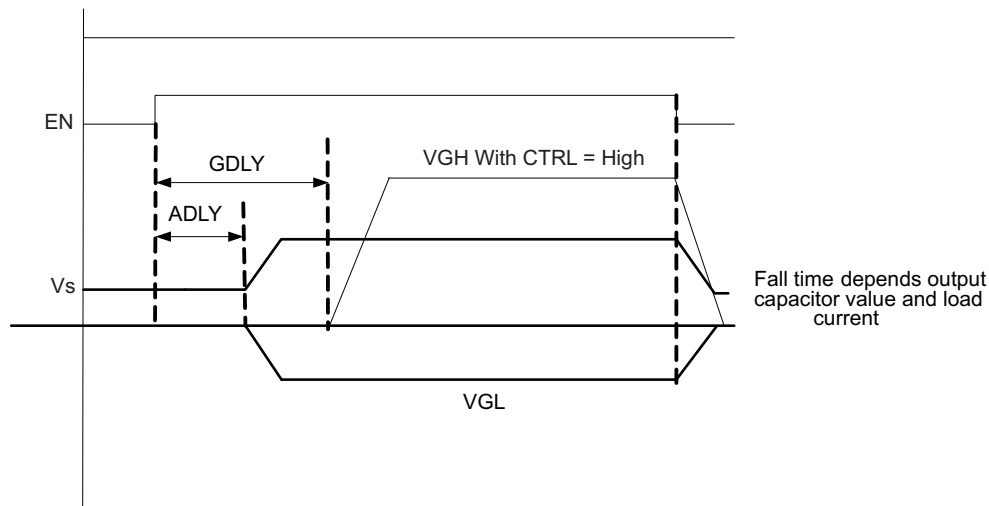 EN
GDLY
VGH With CTRL = High
ADLY
Vs
Fall time depends output
capacitor value and load
current
VGL